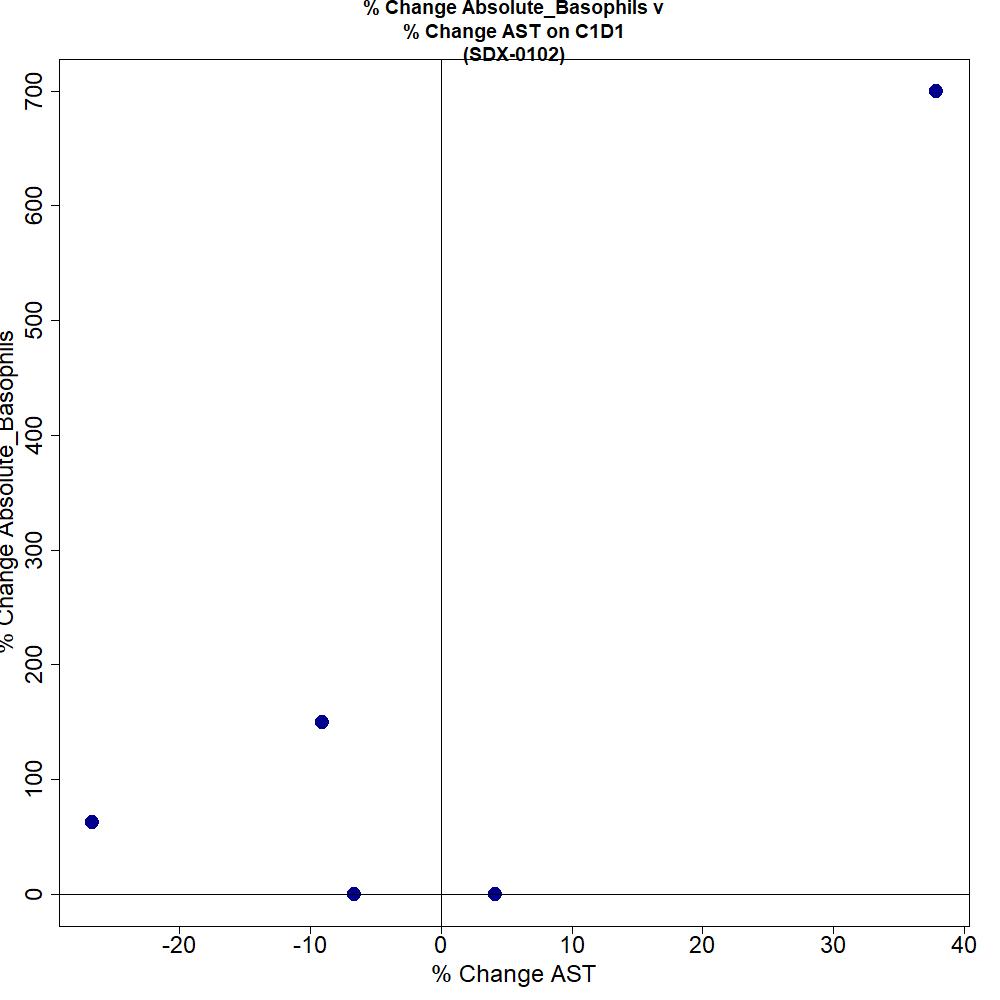 % Change Absolute_Basophils v
% Change AST on C1D1
(SDX-0102)
% Change Absolute_Basophils
700
600
500
400
300
200
100
0
-20 -10 0 10 20 30 40
% Change AST